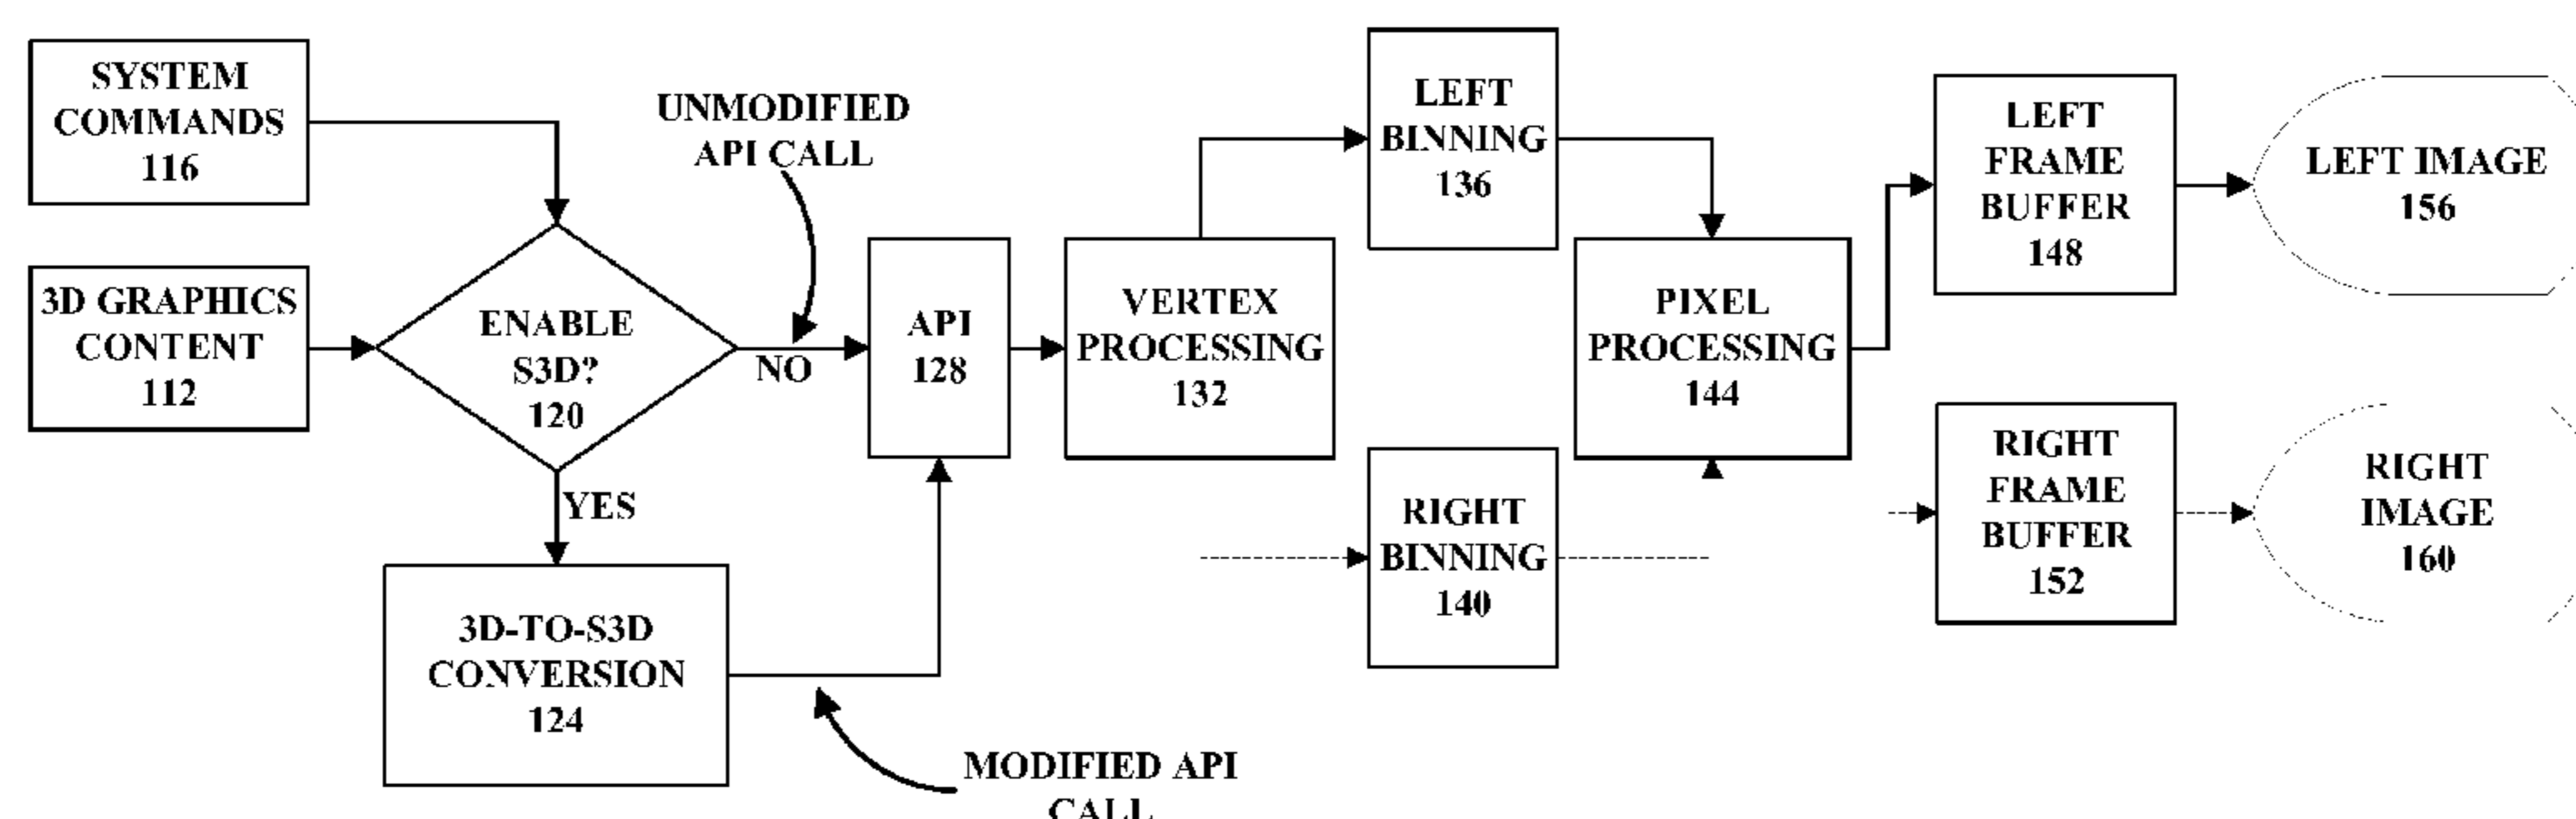 SYSTEM
COMMANDS
116
3D GRAPHICS
CONTENT
112
ENABLE
S3D?
120
UNMODIFIED
API CALL
NO
YES
3D-TO-S3D
CONVERSION
124
MODIFIED API
CALL
API
128
VERTEX
PROCESSING
132
LEFT
BINNING
136
RIGHT
BINNING
140
PIXEL
PROCESSING
144
LEFT
FRAME
BUFFER
148
RIGHT
FRAME
BUFFER
152
LEFT IMAGE
156
RIGHT
IMAGE
160